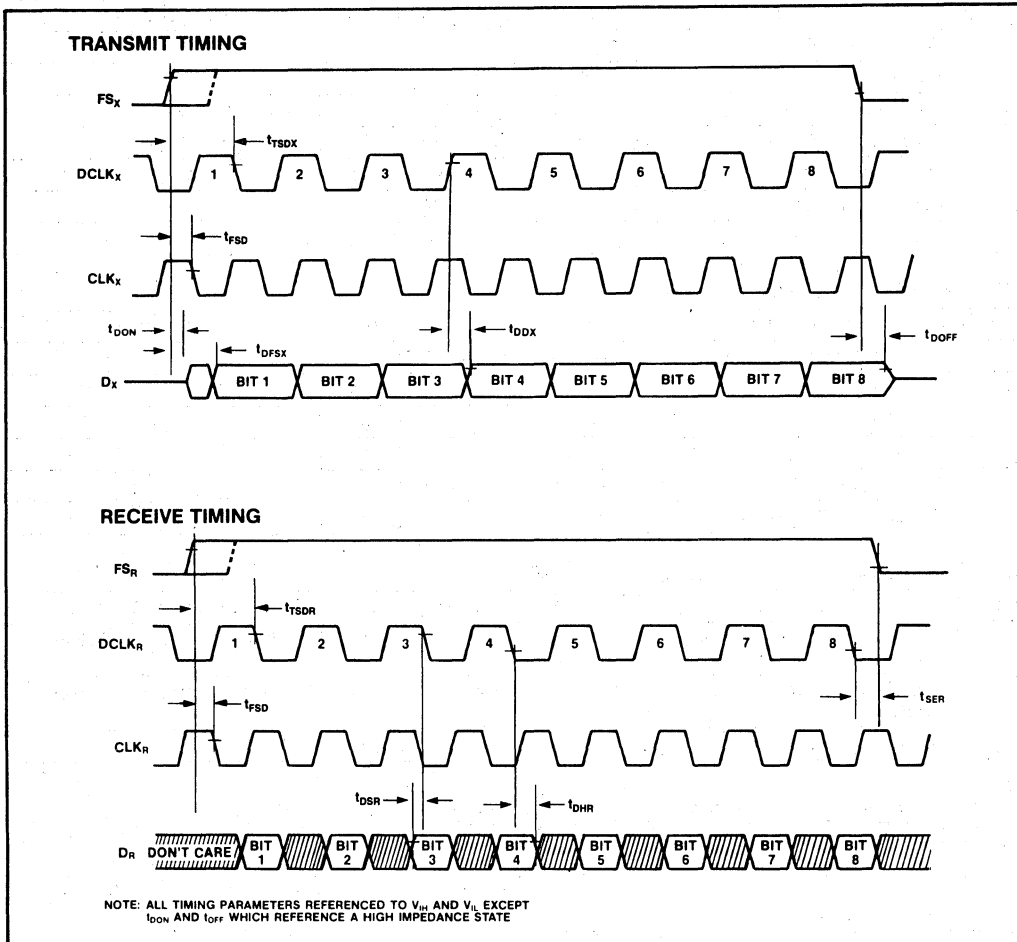 TRANSMIT TIMING
FSX
tTSDX
DCLKX
1 2 3 4 5 6 7 8
tFSD
CLKX
tDON
tDDX
tDOFF
tDFSX
DX
BIT 1 BIT 2 BIT 3 BIT 4 BIT 5 BIT 6 BIT 7 BIT 8
RECEIVE TIMING
FSR
tTSDR
DCLKR
1 2 3 4 5 6 7 8
tFSD
tSER
CLKR
tDSR
tDHR
DR DON'T CARE BIT 1 BIT 2 BIT 3 BIT 4 BIT 5 BIT 6 BIT 7 BIT 8
NOTE: ALL TIMING PARAMETERS REFERENCED TO VIH AND VIL EXCEPT
tDON AND tOFF WHICH REFERENCE A HIGH IMPEDANCE STATE